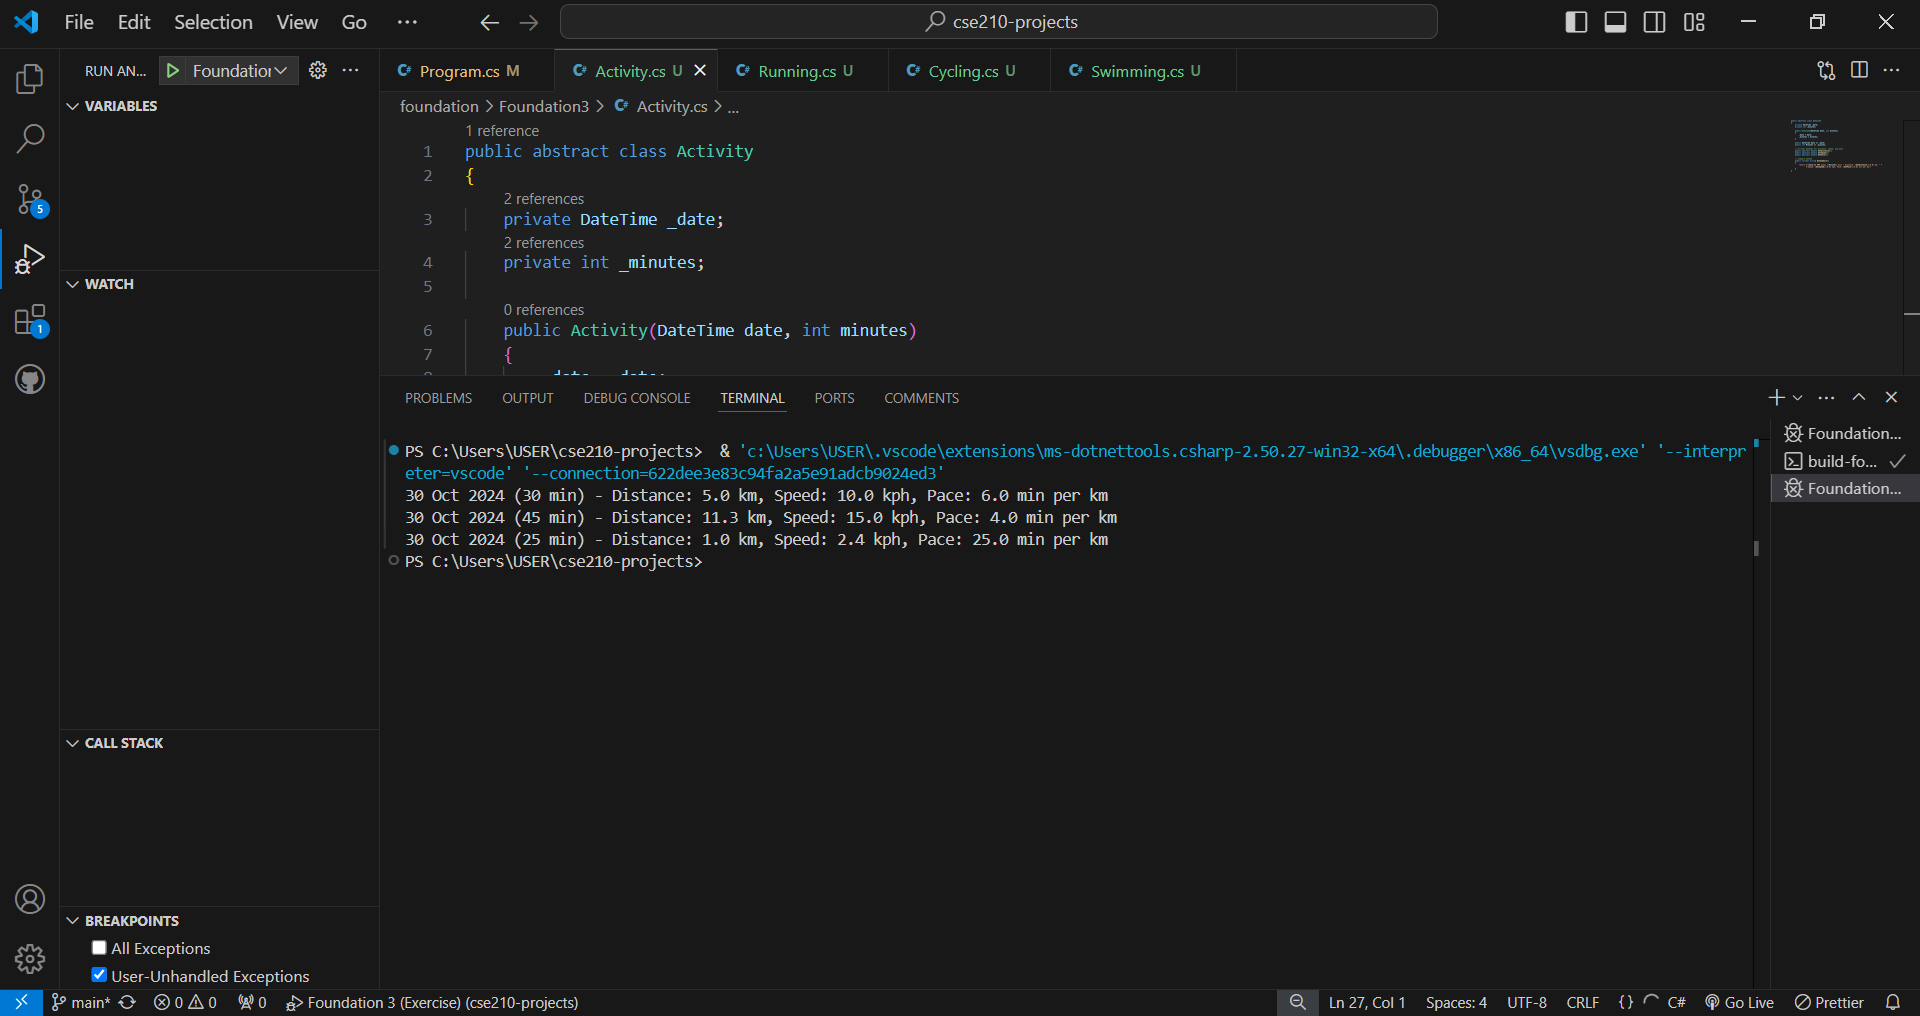 File Edit Selection View Go ··· cse210-projects
RUN AN... Foundation ···
VARIABLES
WATCH
CALL STACK
BREAKPOINTS
All Exceptions
User-Unhandled Exceptions
5
1
Program.cs M Activity.cs U Running.cs U Cycling.cs U Swimming.cs U
foundation > Foundation3 > Activity.cs > ...
1 reference
1 public abstract class Activity
2 {
2 references
3 private DateTime _date;
2 references
4 private int _minutes;
5
0 references
6 public Activity(DateTime date, int minutes)
7 {
PROBLEMS OUTPUT DEBUG CONSOLE TERMINAL PORTS COMMENTS
PS C:\Users\USER\cse210-projects> & 'c:\Users\USER\.vscode\extensions\ms-dotnettools.csharp-2.50.27-win32-x64\.debugger\x86_64\vsdbg.exe' '--interpr
eter=vscode' '--connection=622dee3e83c94fa2a5e91adcb9024ed3'
30 Oct 2024 (30 min) - Distance: 5.0 km, Speed: 10.0 kph, Pace: 6.0 min per km
30 Oct 2024 (45 min) - Distance: 11.3 km, Speed: 15.0 kph, Pace: 4.0 min per km
30 Oct 2024 (25 min) - Distance: 1.0 km, Speed: 2.4 kph, Pace: 25.0 min per km
PS C:\Users\USER\cse210-projects>
Foundation...
build-fo...
Foundation...
main* 0 0 0 Foundation 3 (Exercise) (cse210-projects) Ln 27, Col 1 Spaces: 4 UTF-8 CRLF {} C# Go Live Prettier